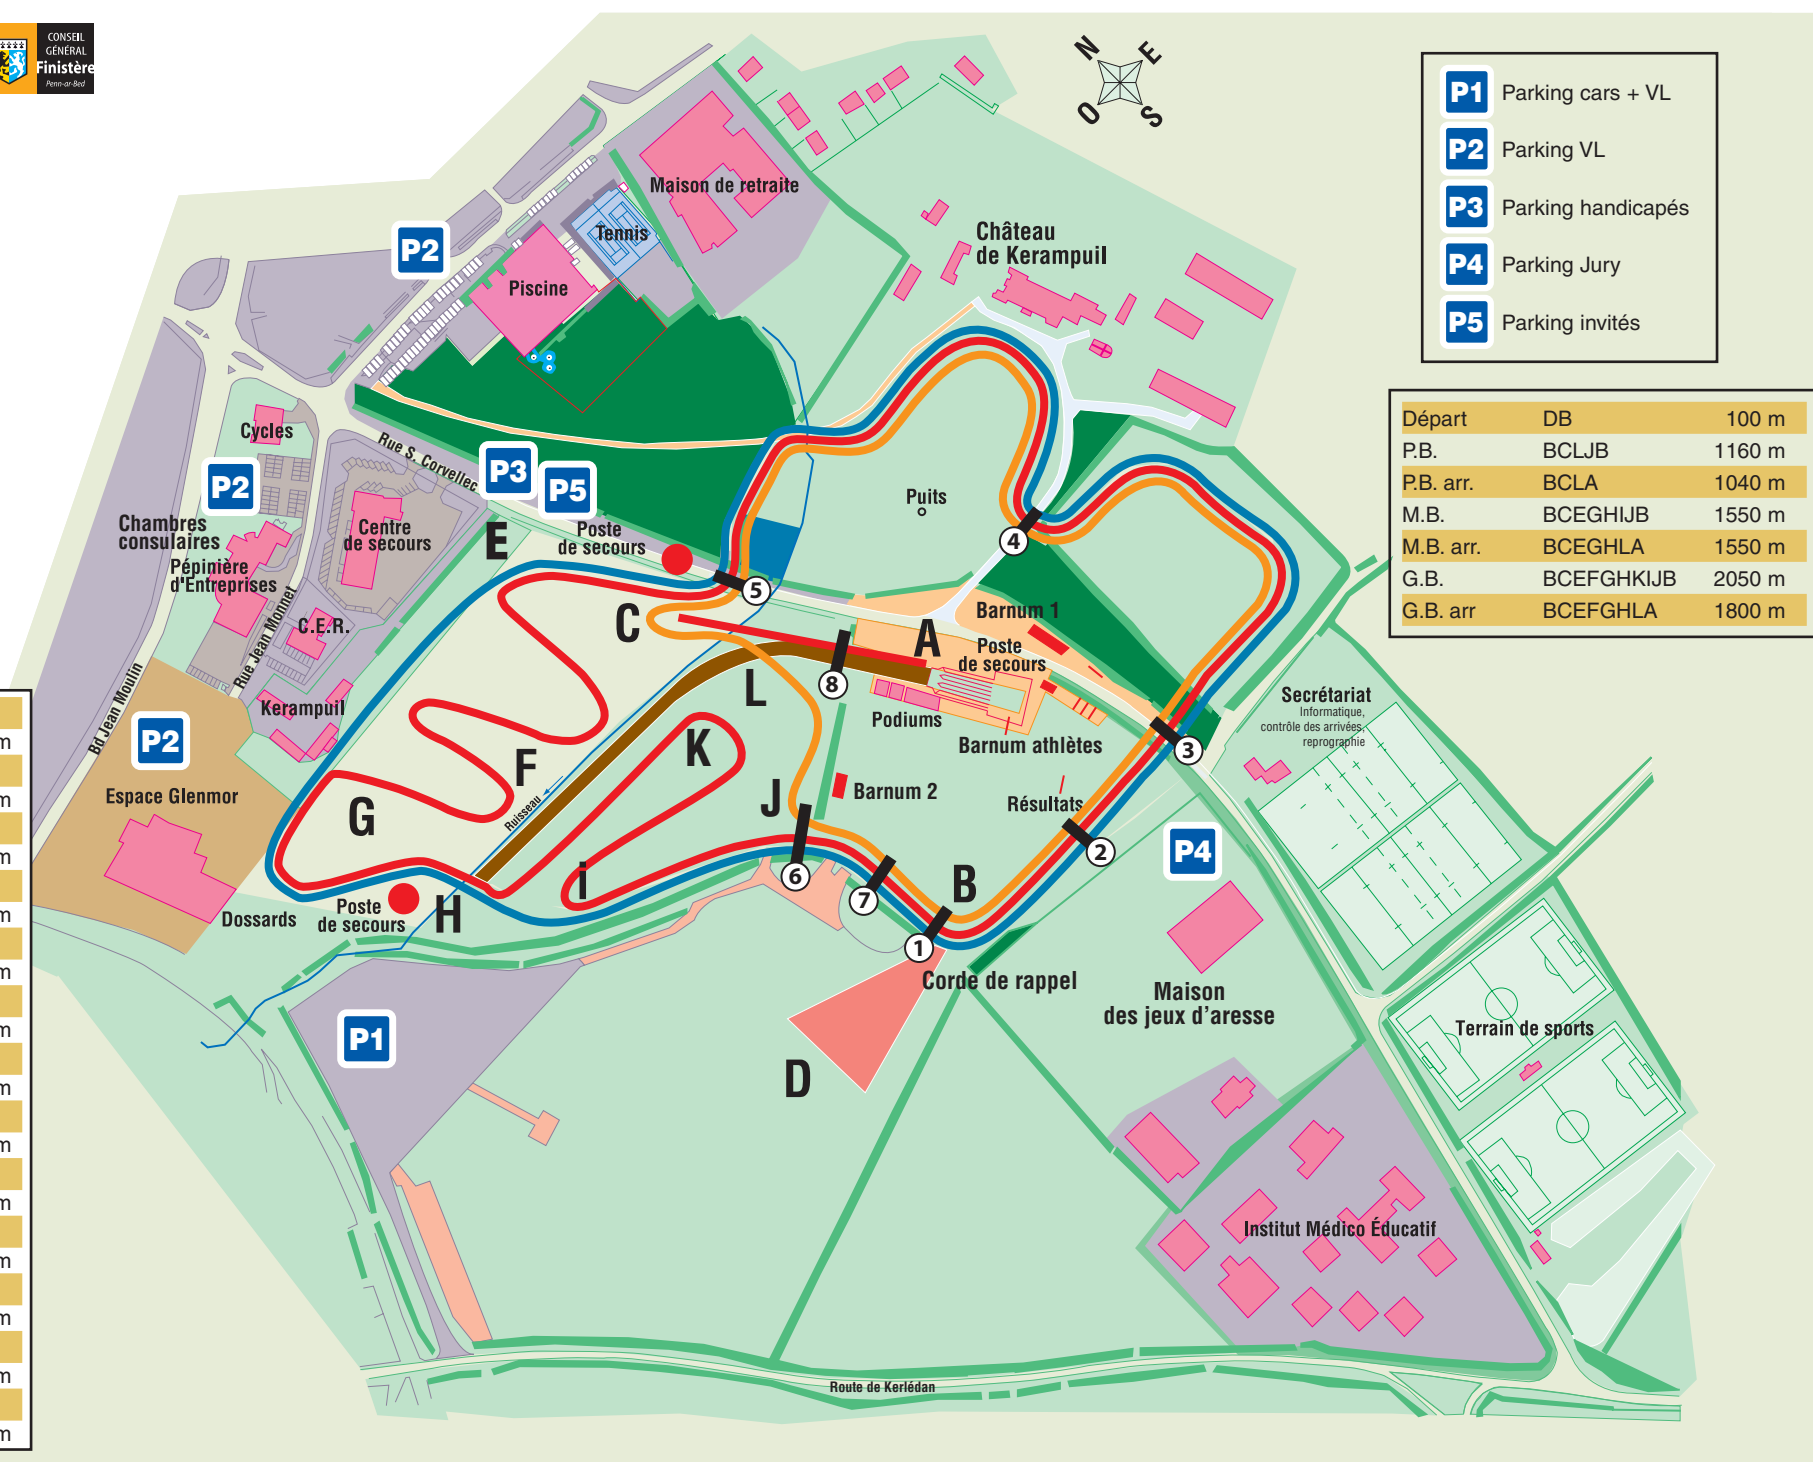 CONSEIL
GÉNÉRAL
Finistère
Penn-ar-Bed
N
E
O
S
P1 Parking cars + VL
P2 Parking VL
P3 Parking handicapés
P4 Parking Jury
P5 Parking invités
Départ DB 100 m
P.B. BCLJB 1160 m
P.B. arr. BCLA 1040 m
M.B. BCEGHIJB 1550 m
M.B. arr. BCEGHLA 1550 m
G.B. BCEFGHKIJB 2050 m
G.B. arr BCEFGHLA 1800 m
Maison de retraite
Tennis
P2
Piscine
Château
de Kerampuil
Cycles
Rue S. Corvellec
P3
P5
P2
Puits
Chambres
consulaires
Centre
de secours
E
Poste
de secours
4
Pépinière
d'Entreprises
5
Rue Jean Monnet
C.E.R.
C
A
Barnum 1
Poste
de secours
Bd Jean Moulin
Kerampuil
L
8
Podiums
Secrétariat
Informatique,
contrôle des arrivées,
reprographie
P2
F
K
Barnum athlètes
3
Espace Glenmor
G
Ruisseau
J
Barnum 2
Résultats
2
P4
i
6
7
B
Dossards
Poste
de secours
H
1
Corde de rappel
Maison
des jeux d'aresse
P1
D
Terrain de sports
Institut Médico Éducatif
Route de Kerlédan
m
m
m
m
m
m
m
m
m
m
m
m
m